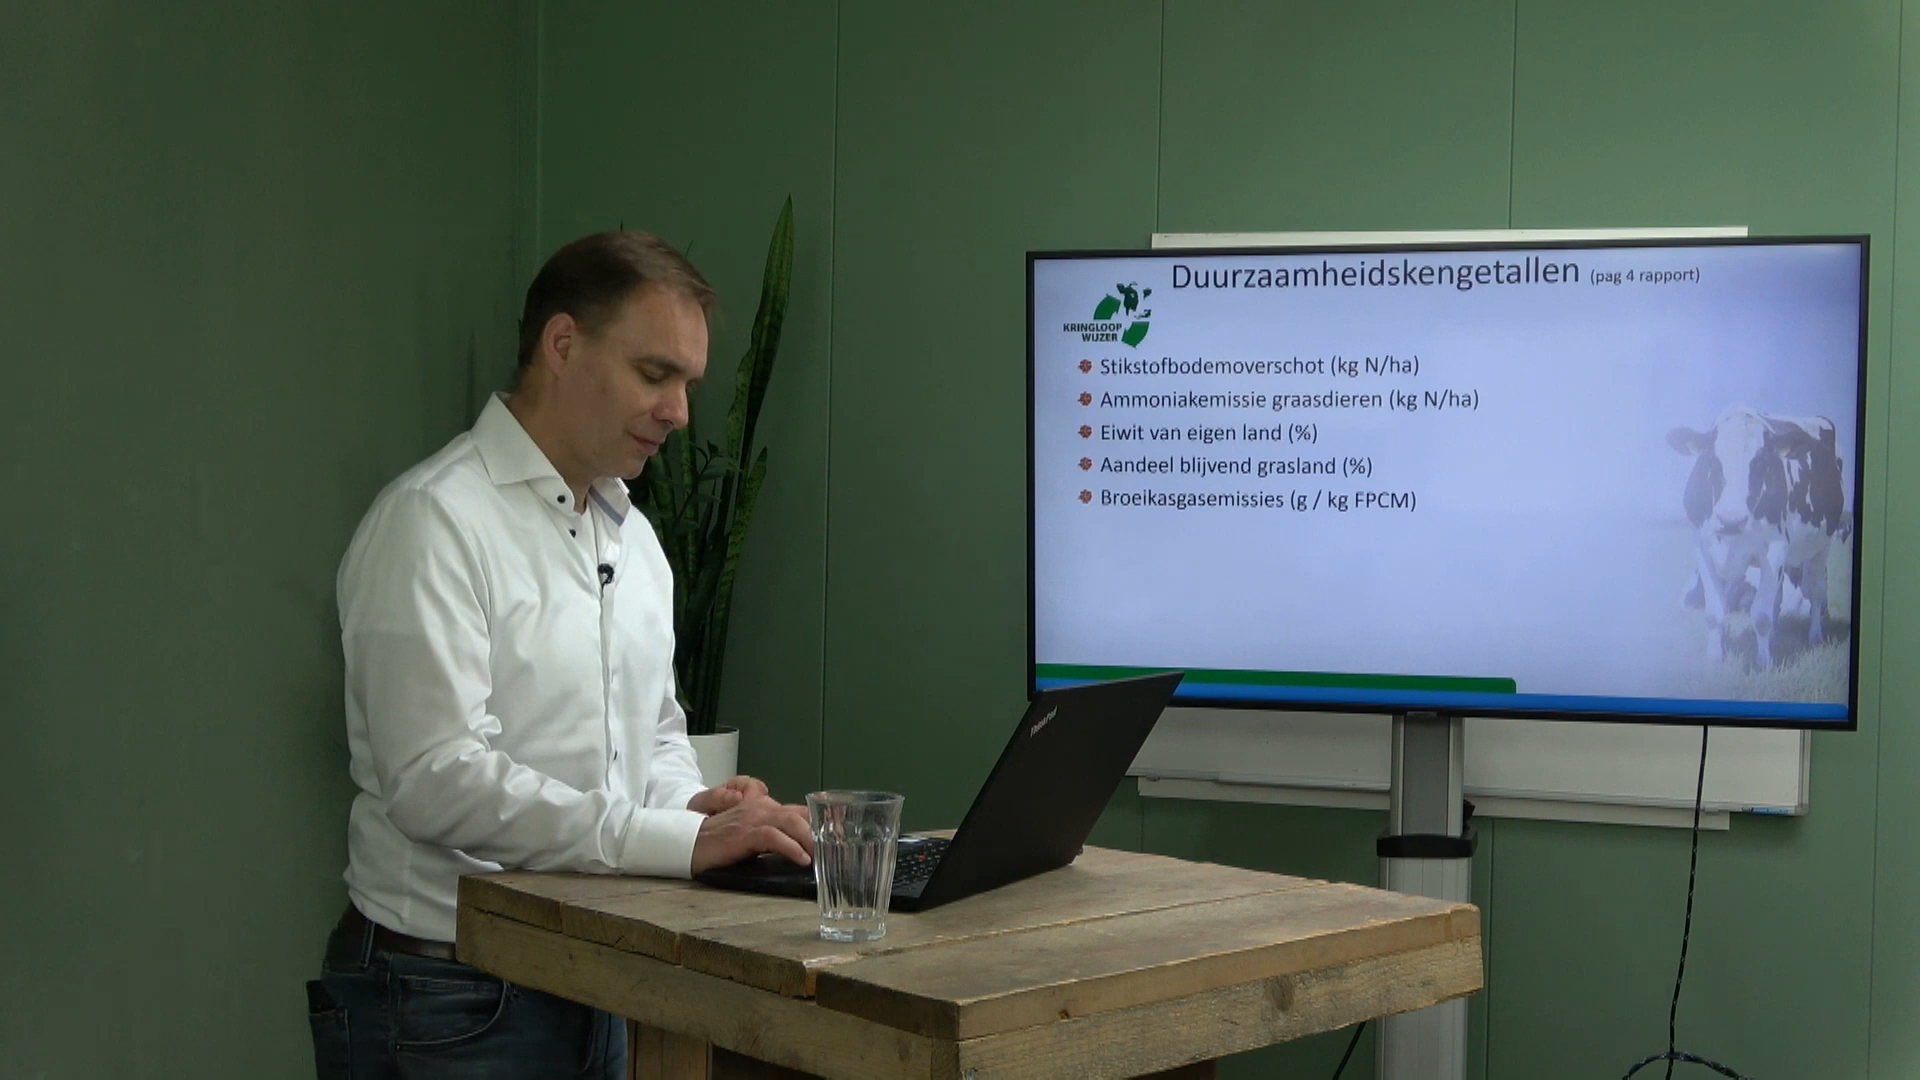 Duurzaamheidskengetallen (pag 4 rapport)
KRINGLOOP
WIJZER
Stikstofbodemoverschot (kg N/ha)
Ammoniakemissie graasdieren (kg N/ha)
Eiwit van eigen land (%)
Aandeel blijvend grasland (%)
Broeikasgasemissies (g / kg FPCM)
ThinkPad